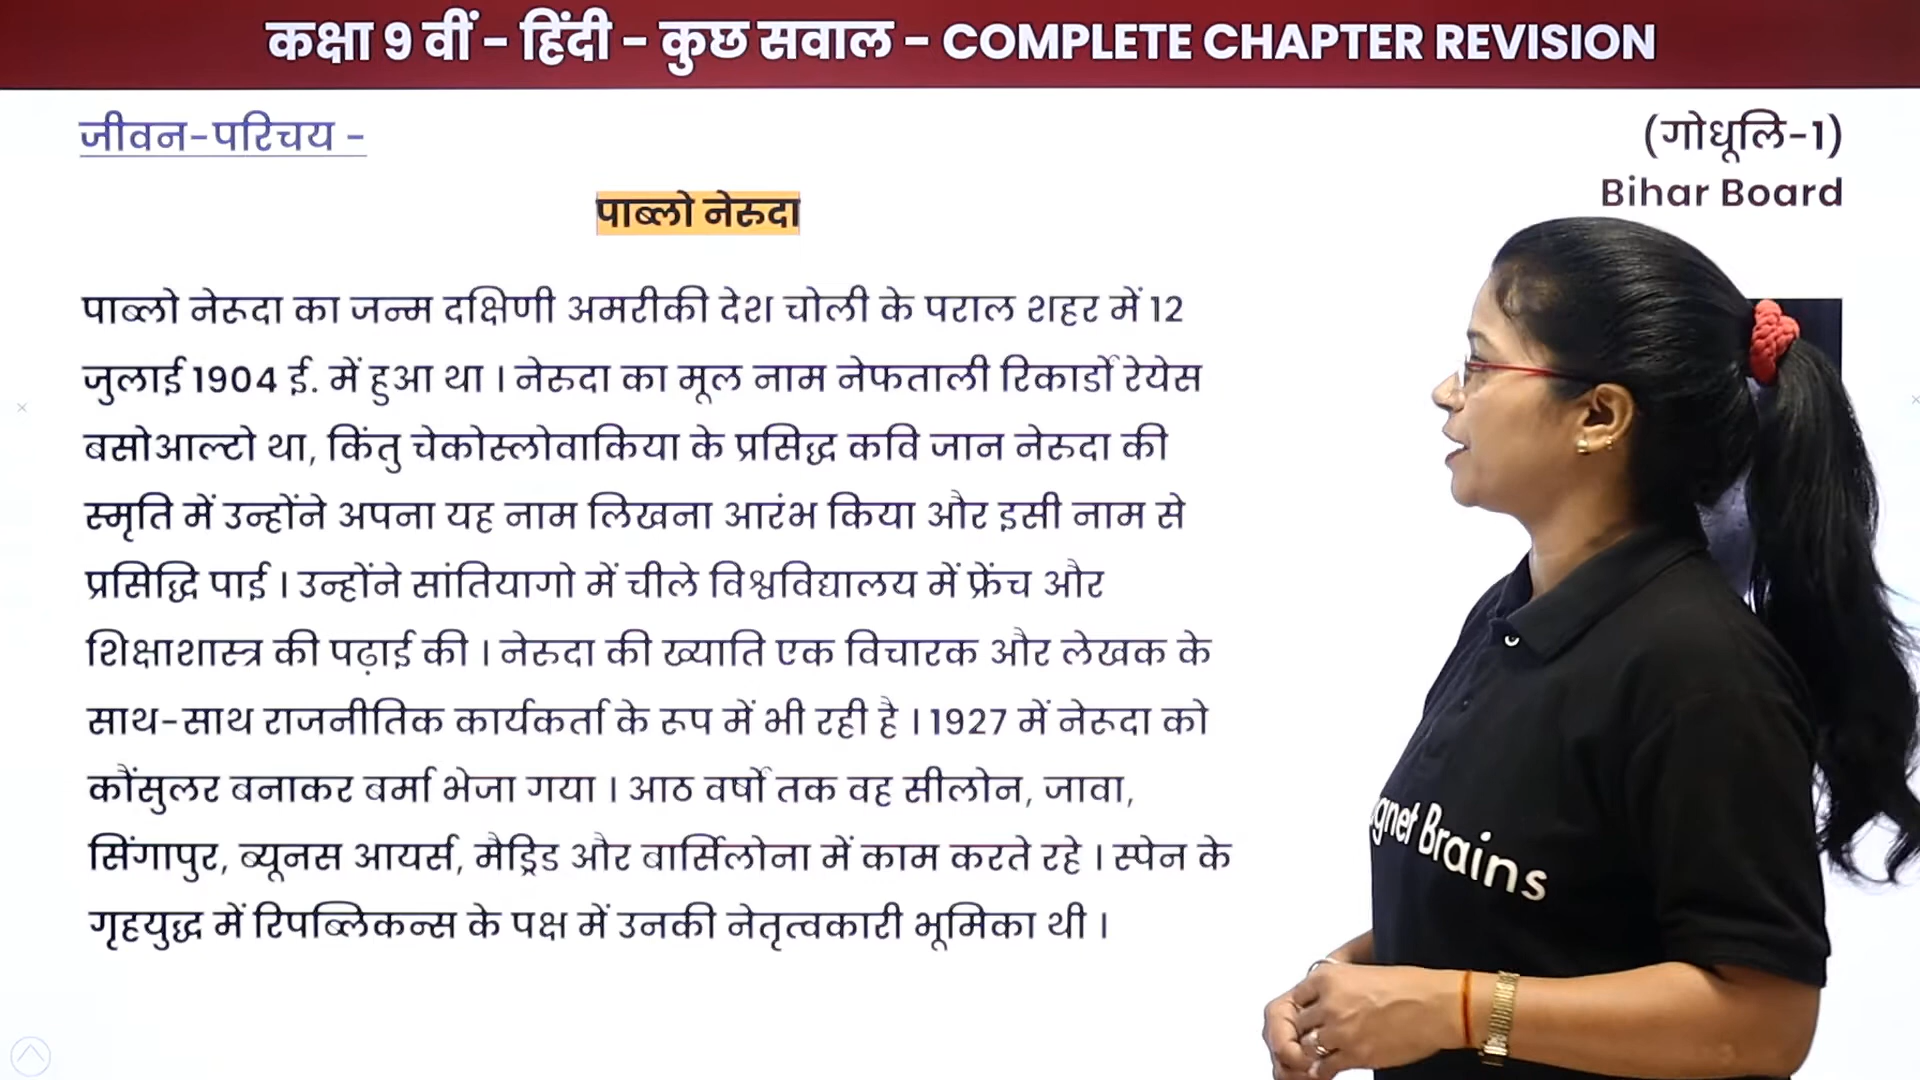 कक्षा 9 वीं - हिंदी - कुछ सवाल - COMPLETE CHAPTER REVISION
जीवन-परिचय -
(गोधूलि-1)
Bihar Board
पाब्लो नेरुदा
पाब्लो नेरूदा का जन्म दक्षिणी अमरीकी देश चोली के पराल शहर में 12
जुलाई 1904 ई. में हुआ था । नेरुदा का मूल नाम नेफताली रिकार्डो रेयेस
बसोआल्टो था, किंतु चेकोस्लोवाकिया के प्रसिद्ध कवि जान नेरुदा की
स्मृति में उन्होंने अपना यह नाम लिखना आरंभ किया और इसी नाम से
प्रसिद्धि पाई । उन्होंने सांतियागो में चीले विश्वविद्यालय में फ्रेंच और
शिक्षाशास्त्र की पढ़ाई की । नेरुदा की ख्याति एक विचारक और लेखक के
साथ-साथ राजनीतिक कार्यकर्ता के रूप में भी रही है । 1927 में नेरूदा को
कौंसुलर बनाकर बर्मा भेजा गया । आठ वर्षों तक वह सीलोन, जावा,
सिंगापुर, ब्यूनस आयर्स, मैड्रिड और बार्सिलोना में काम करते रहे । स्पेन के
गृहयुद्ध में रिपब्लिकन्स के पक्ष में उनकी नेतृत्वकारी भूमिका थी ।
gnet Brains